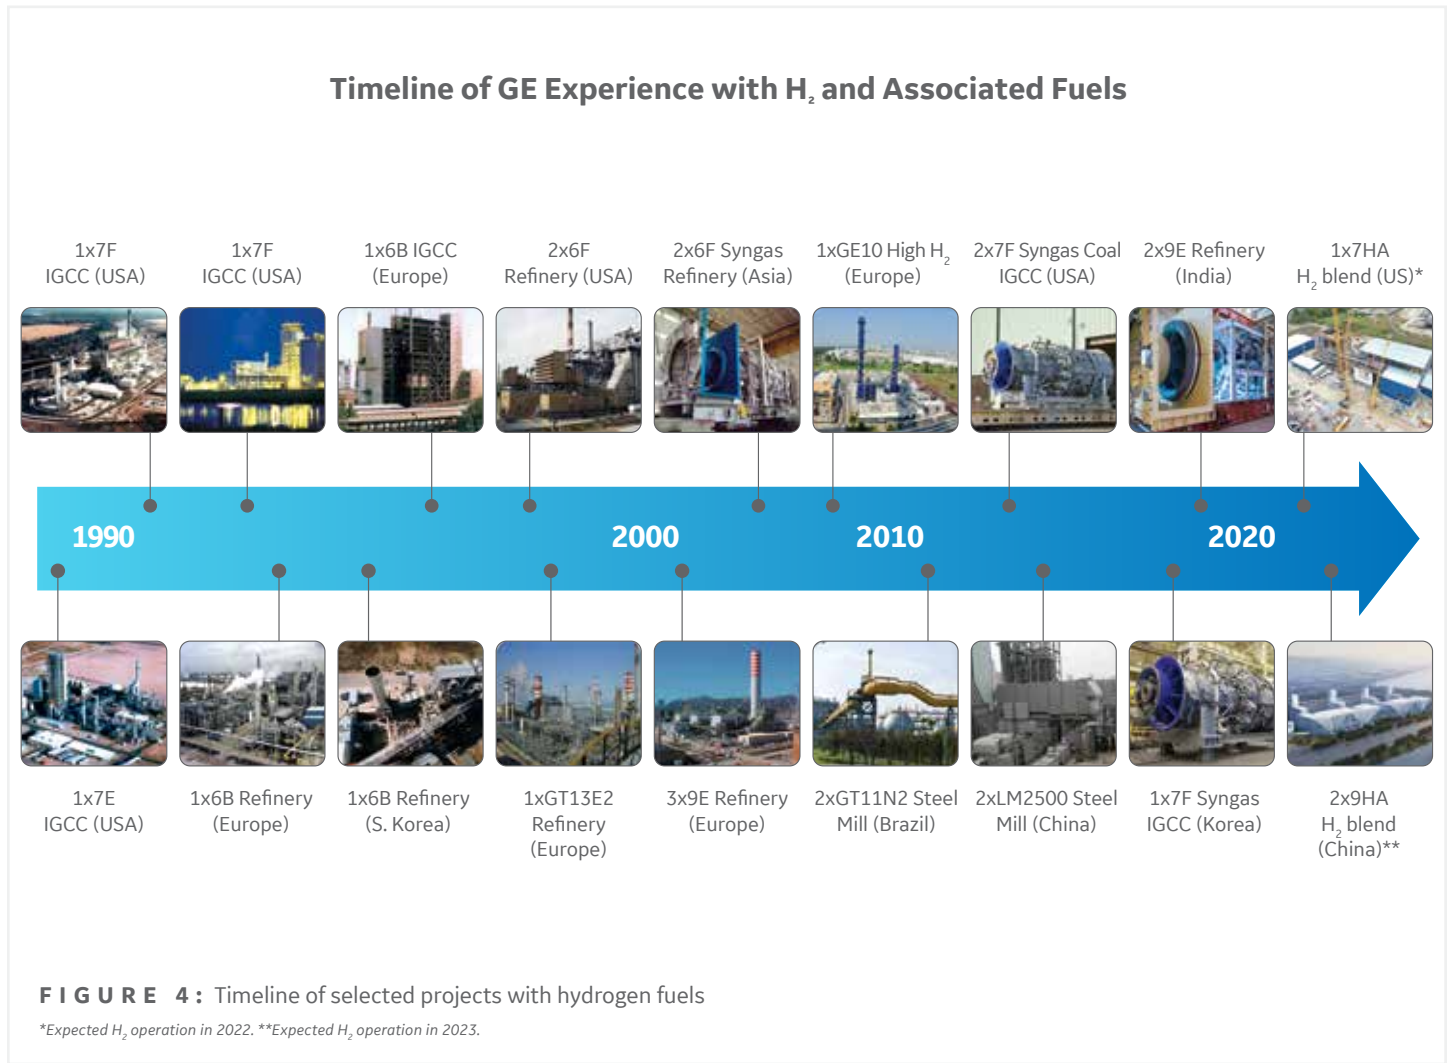 Timeline of GE Experience with H₂ and Associated Fuels
1x7F
IGCC (USA)
1x7F
IGCC (USA)
1x6B IGCC
(Europe)
2x6F
Refinery (USA)
2x6F Syngas
Refinery (Asia)
1xGE10 High H₂
(Europe)
2x7F Syngas Coal
IGCC (USA)
2x9E Refinery
(India)
1x7HA
H₂ blend (US)*
1990
2000
2010
2020
1x7E
IGCC (USA)
1x6B Refinery
(Europe)
1x6B Refinery
(S. Korea)
1xGT13E2
Refinery
(Europe)
3x9E Refinery
(Europe)
2xGT11N2 Steel
Mill (Brazil)
2xLM2500 Steel
Mill (China)
1x7F Syngas
IGCC (Korea)
2x9HA
H₂ blend
(China)**
FIGURE 4: Timeline of selected projects with hydrogen fuels
*Expected H₂ operation in 2022. **Expected H₂ operation in 2023.